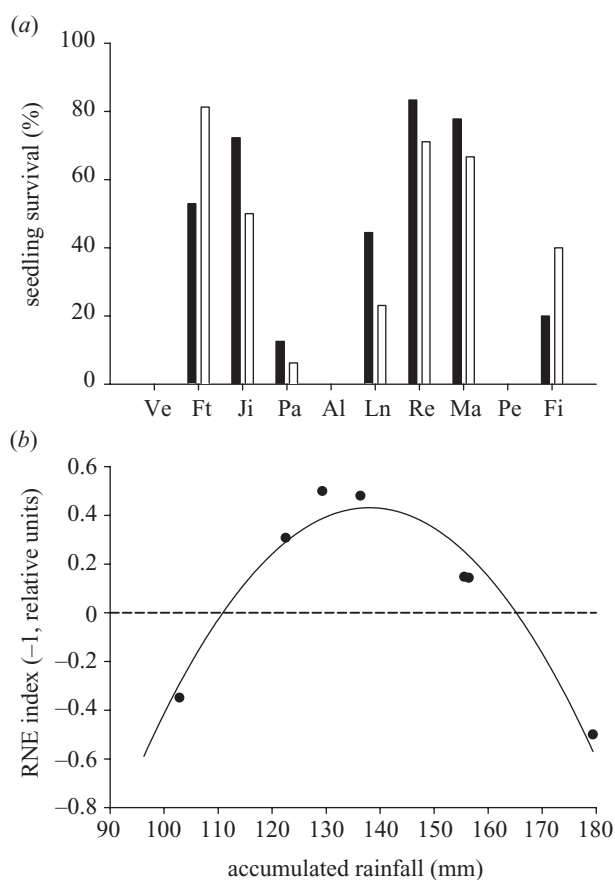 (a)
100
80
60
40
20
0
seedling survival (%)
Ve Ft Ji Pa Al Ln Re Ma Pe Fi
(b)
0.6
0.4
0.2
0
–0.2
–0.4
–0.6
–0.8
RNE index (–1, relative units)
90 100 110 120 130 140 150 160 170 180
accumulated rainfall (mm)